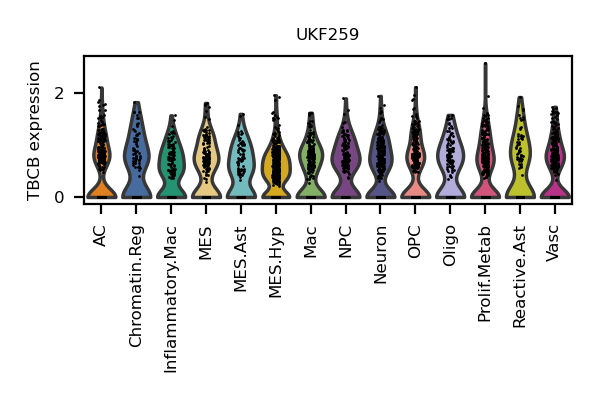 UKF259
TBCB expression
2
0
AC
Chromatin.Reg
Inflammatory.Mac
MES
MES.Ast
MES.Hyp
Mac
NPC
Neuron
OPC
Oligo
Prolif.Metab
Reactive.Ast
Vasc